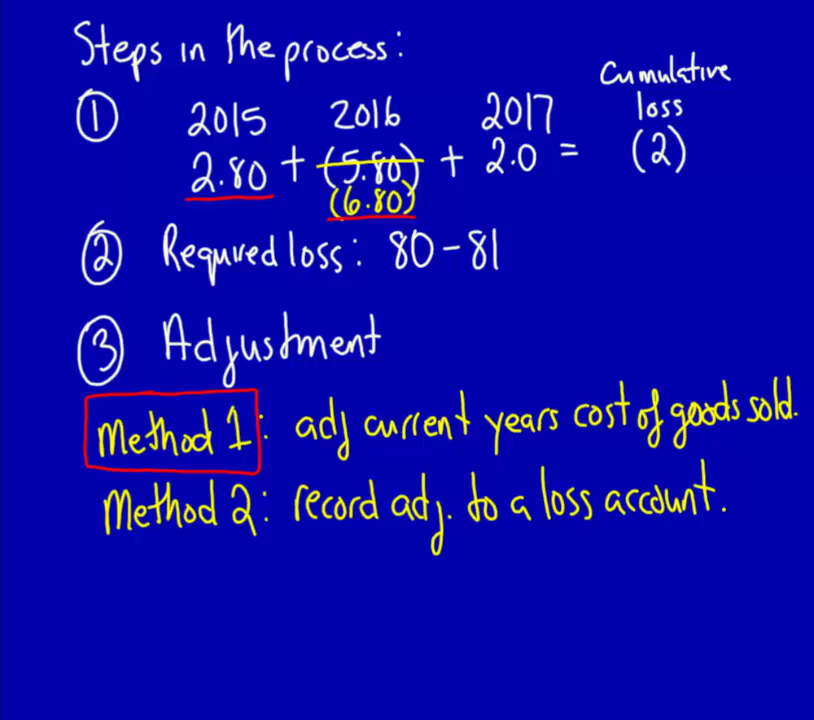 Steps in the process:
Cumulative
① 2015 2016 2017 loss
2.80 + (5.80) + 2.0 = (2)
(6.80)
② Required loss: 80-81
③ Adjustment
Method 1: adj current years cost of goods sold.
Method 2: record adj. to a loss account.